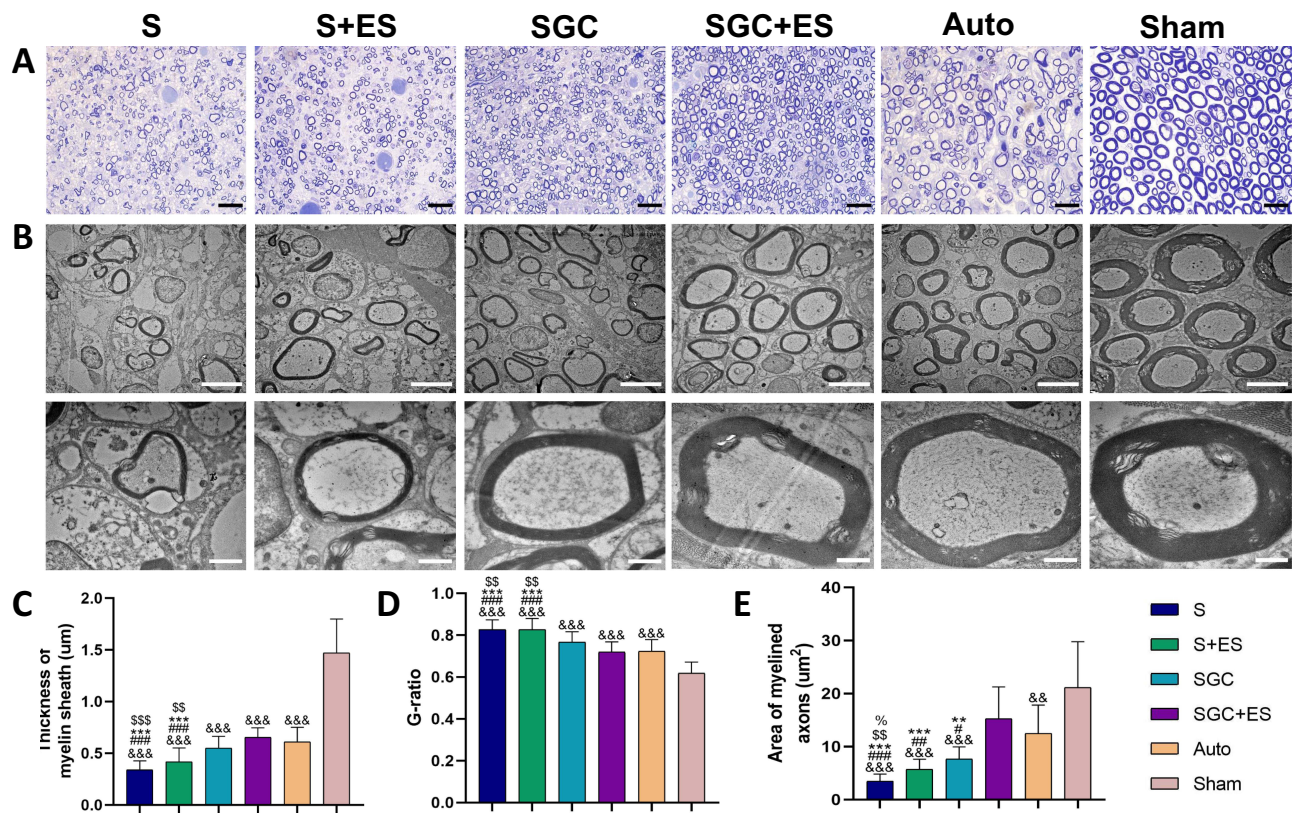 S S+ES SGC SGC+ES Auto Sham
A
B
C
Thickness of
myelin sheath (um)
2.0
1.5
1.0
0.5
0.0
$$$
***
###
&&&
$$
***
###
&&&
&&&
&&&
&&&
D
G-ratio
1.0
0.8
0.6
0.4
0.2
0.0
$$
***
###
&&&
$$
***
###
&&&
&&&
&&&
&&&
E
Area of myelined
axons (um²)
40
30
20
10
0
%
$$
***
###
&&&
***
##
&&&
**
#
&&&
&&
S
S+ES
SGC
SGC+ES
Auto
Sham